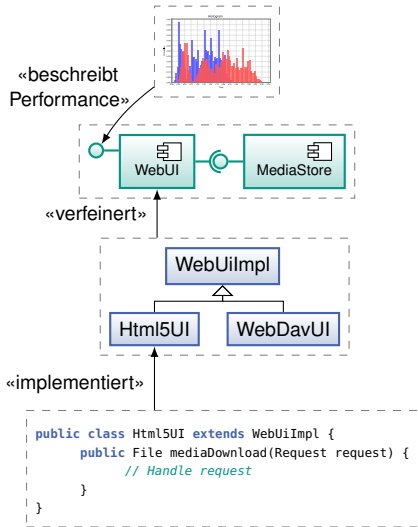 Histogram
«beschreibt
Performance»
WebUI
MediaStore
«verfeinert»
WebUiImpl
Html5UI
WebDavUI
«implementiert»
public class Html5UI extends WebUiImpl {
public File mediaDownload(Request request) {
// Handle request
}
}